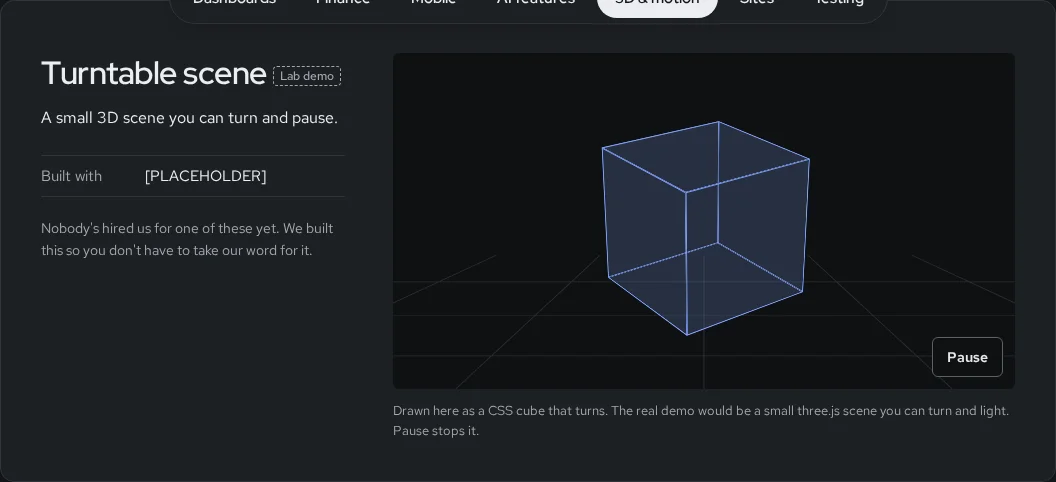 Dashboards Finance Mobile AI features 3D & motion Sites Testing
Turntable scene Lab demo
A small 3D scene you can turn and pause.
Built with [PLACEHOLDER]
Nobody's hired us for one of these yet. We built
this so you don't have to take our word for it.
Pause
Drawn here as a CSS cube that turns. The real demo would be a small three.js scene you can turn and light.
Pause stops it.